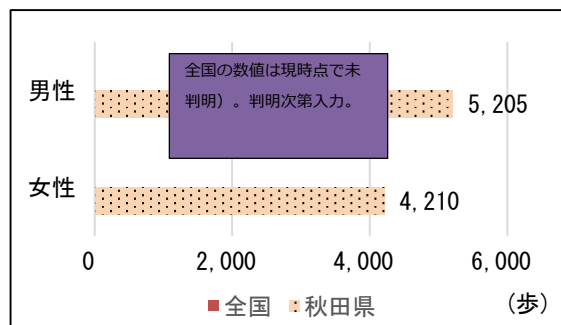 全国の数値は現時点で未
判明）。判明次第入力。
男性
5,205
女性
4,210
0 2,000 4,000 6,000
全国 秋田県 （歩）